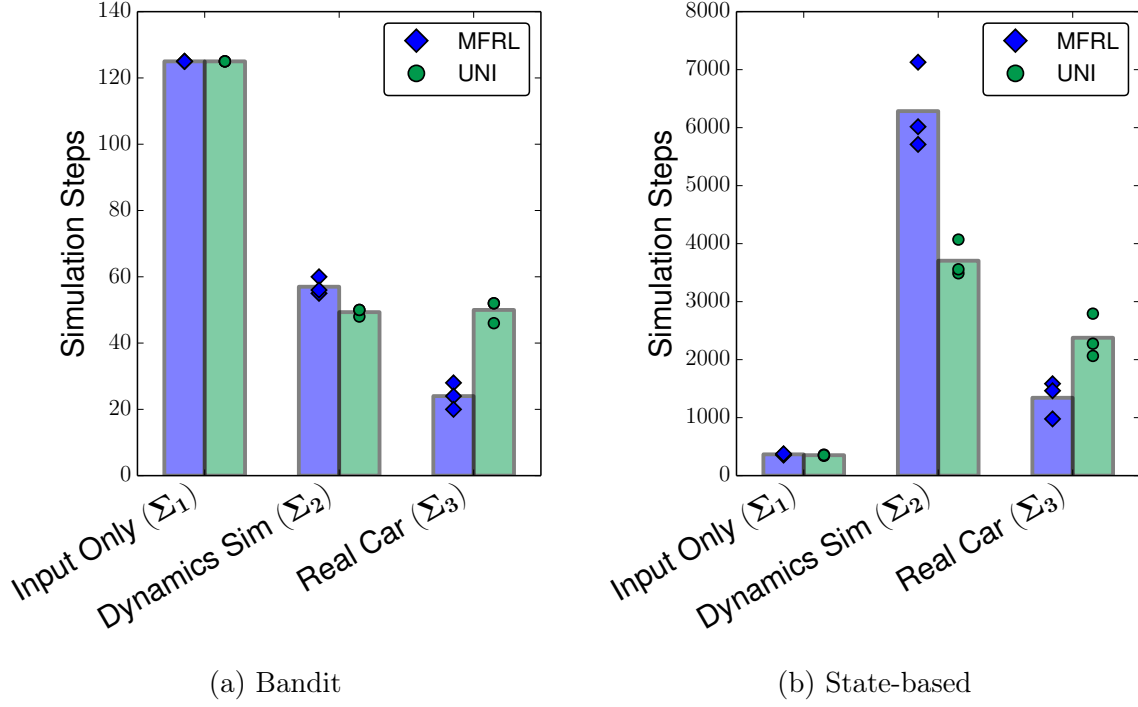 140
120
100
80
60
40
20
0
Simulation Steps
MFRL
UNI
Input Only (Σ1)
Dynamics Sim (Σ2)
Real Car (Σ3)
(a) Bandit
8000
7000
6000
5000
4000
3000
2000
1000
0
Simulation Steps
MFRL
UNI
Input Only (Σ1)
Dynamics Sim (Σ2)
Real Car (Σ3)
(b) State-based